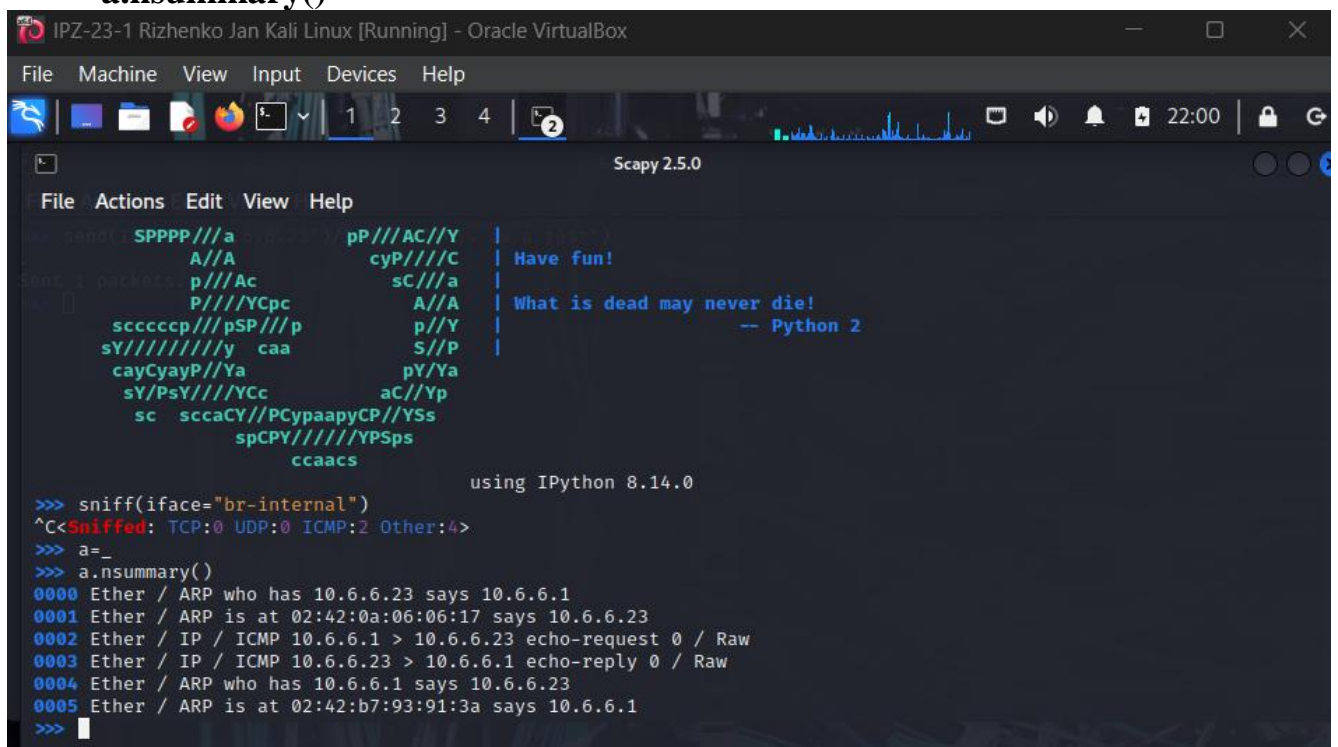 a.nsummary()
IPZ-23-1 Rizhenko Jan Kali Linux [Running] - Oracle VirtualBox
File Machine View Input Devices Help
1 2 3 4 2 22:00
Scapy 2.5.0
File Actions Edit View Help
SPPPP///a pP///AC//Y |
A//A cyP////C | Have fun!
p///Ac sC///a |
P////YCpc A//A | What is dead may never die!
scccccp///pSP///p p//Y | -- Python 2
sY/////////y caa S//P |
cayCyayP//Ya pY/Ya
sY/PsY////YCc aC//Yp
sc sccaCY//PCypaapyCP//YSs
spCPY//////YPSps
ccaacs
using IPython 8.14.0
>>> sniff(iface="br-internal")
^C<Sniffed: TCP:0 UDP:0 ICMP:2 Other:4>
>>> a=_
>>> a.nsummary()
0000 Ether / ARP who has 10.6.6.23 says 10.6.6.1
0001 Ether / ARP is at 02:42:0a:06:06:17 says 10.6.6.23
0002 Ether / IP / ICMP 10.6.6.1 > 10.6.6.23 echo-request 0 / Raw
0003 Ether / IP / ICMP 10.6.6.23 > 10.6.6.1 echo-reply 0 / Raw
0004 Ether / ARP who has 10.6.6.1 says 10.6.6.23
0005 Ether / ARP is at 02:42:b7:93:91:3a says 10.6.6.1
>>>